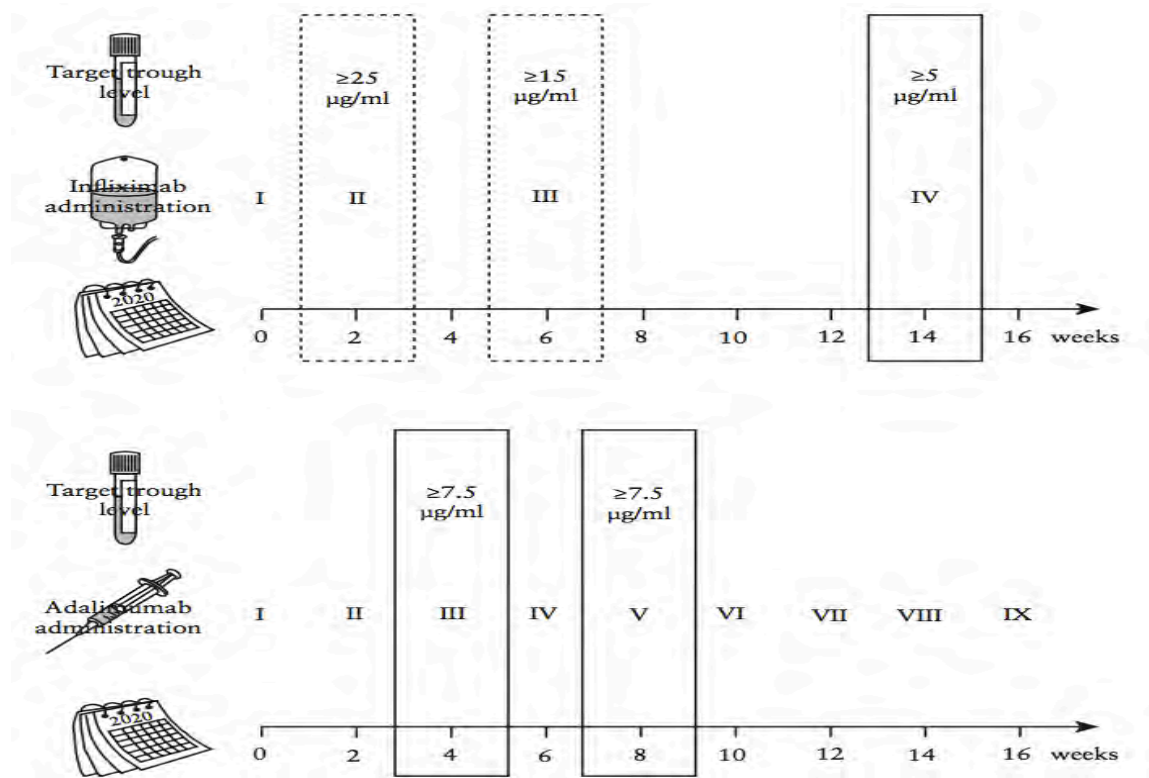 ≥25
µg/ml
≥15
µg/ml
≥5
µg/ml
Target trough
level
Infliximab
administration
I II III IV
2020
0 2 4 6 8 10 12 14 16 weeks
≥7.5
µg/ml
≥7.5
µg/ml
Target trough
level
Adalimumab
administration
I II III IV V VI VII VIII IX
2020
0 2 4 6 8 10 12 14 16 weeks